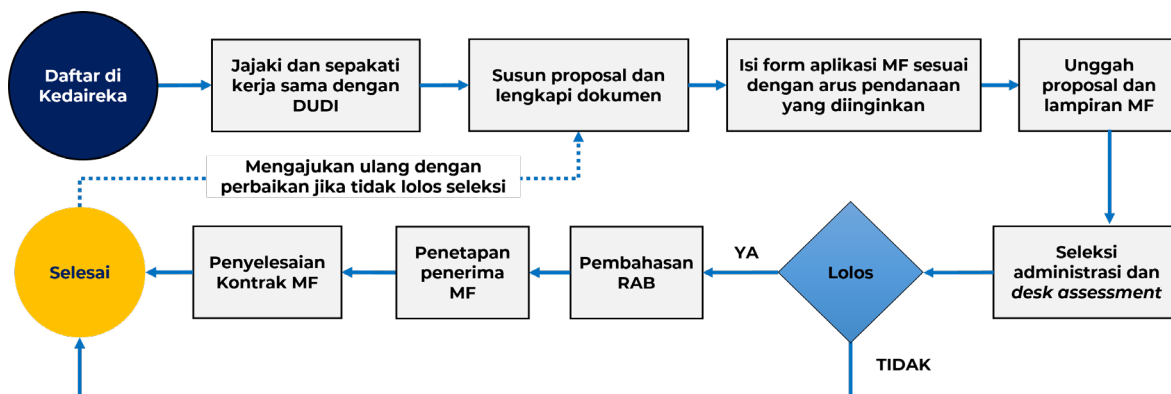 Daftar di
Kedaireka
Jajaki dan sepakati
kerja sama dengan
DUDI
Susun proposal dan
lengkapi dokumen
Isi form aplikasi MF sesuai
dengan arus pendanaan
yang diinginkan
Unggah
proposal dan
lampiran MF
Mengajukan ulang dengan
perbaikan jika tidak lolos seleksi
Seleksi
administrasi dan
desk assessment
Lolos
YA
Pembahasan
RAB
Penetapan
penerima
MF
Penyelesaian
Kontrak MF
Selesai
TIDAK